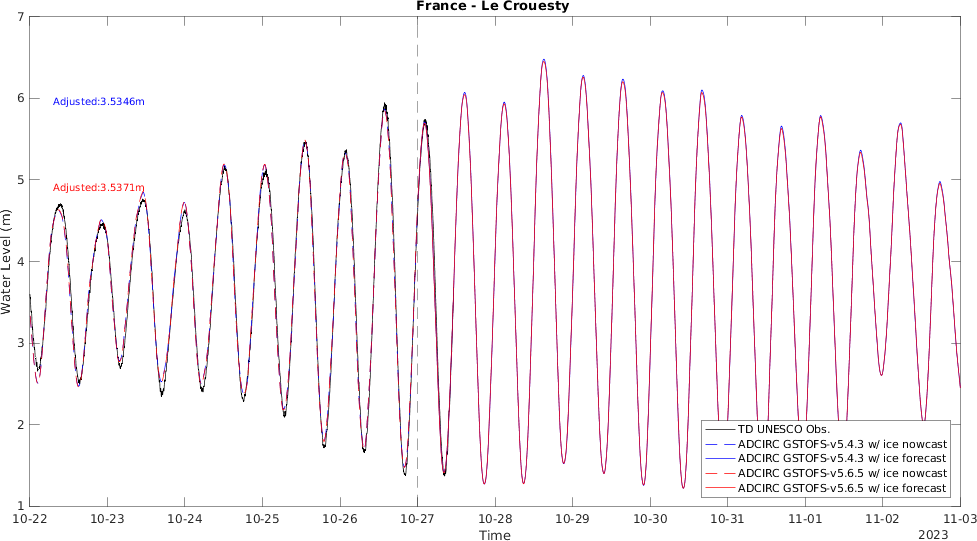 France - Le Crouesty
7
6
5
4
3
2
1
Water Level (m)
Adjusted:3.5346m
Adjusted:3.5371m
TD UNESCO Obs.
ADCIRC GSTOFS-v5.4.3 w/ ice nowcast
ADCIRC GSTOFS-v5.4.3 w/ ice forecast
ADCIRC GSTOFS-v5.6.5 w/ ice nowcast
ADCIRC GSTOFS-v5.6.5 w/ ice forecast
10-22 10-23 10-24 10-25 10-26 10-27 10-28 10-29 10-30 10-31 11-01 11-02 11-03
Time
2023